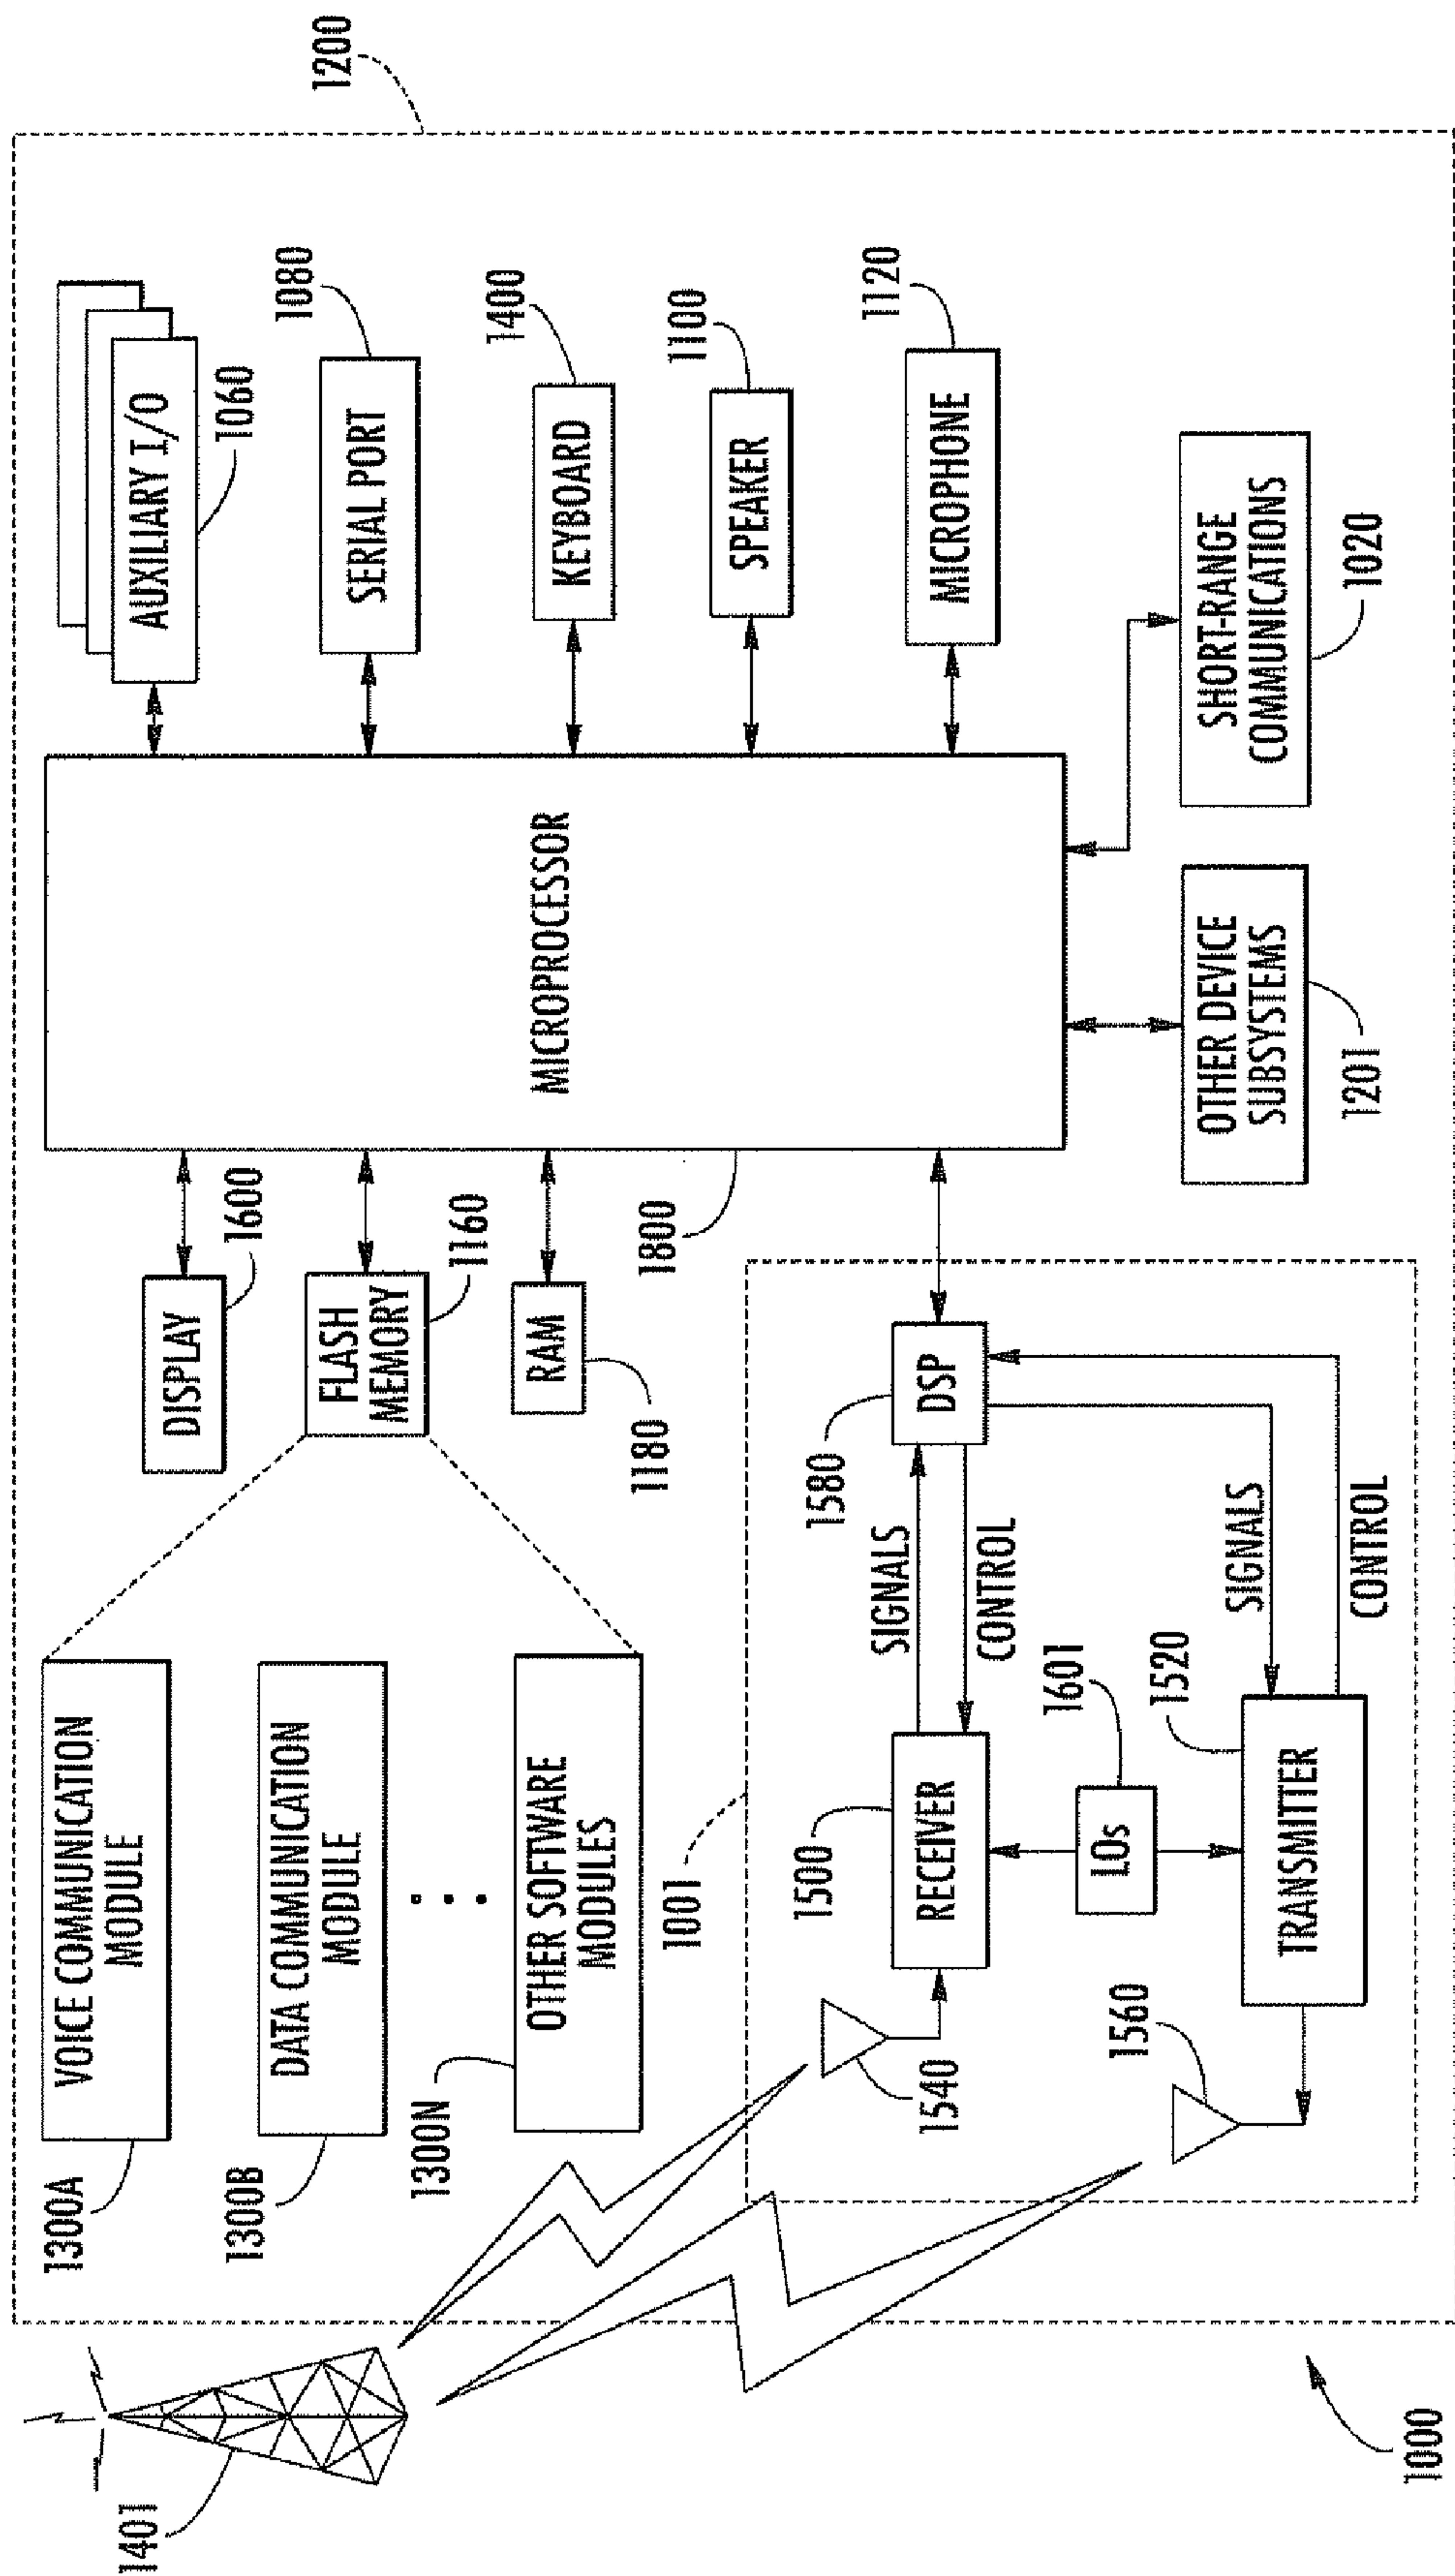 1401
1300A
VOICE COMMUNICATION
MODULE
1300B
DATA COMMUNICATION
MODULE
1300N
OTHER SOFTWARE
MODULES
DISPLAY
1600
FLASH
MEMORY
1160
RAM
1180
1800
MICROPROCESSOR
AUXILIARY I/O
1060
SERIAL PORT
1080
KEYBOARD
1400
SPEAKER
1100
MICROPHONE
1120
1200
1001
1540
1500
RECEIVER
SIGNALS
CONTROL
1580
DSP
LOs
1601
1560
TRANSMITTER
1520
SIGNALS
CONTROL
OTHER DEVICE
SUBSYSTEMS
1201
SHORT-RANGE
COMMUNICATIONS
1020
1000